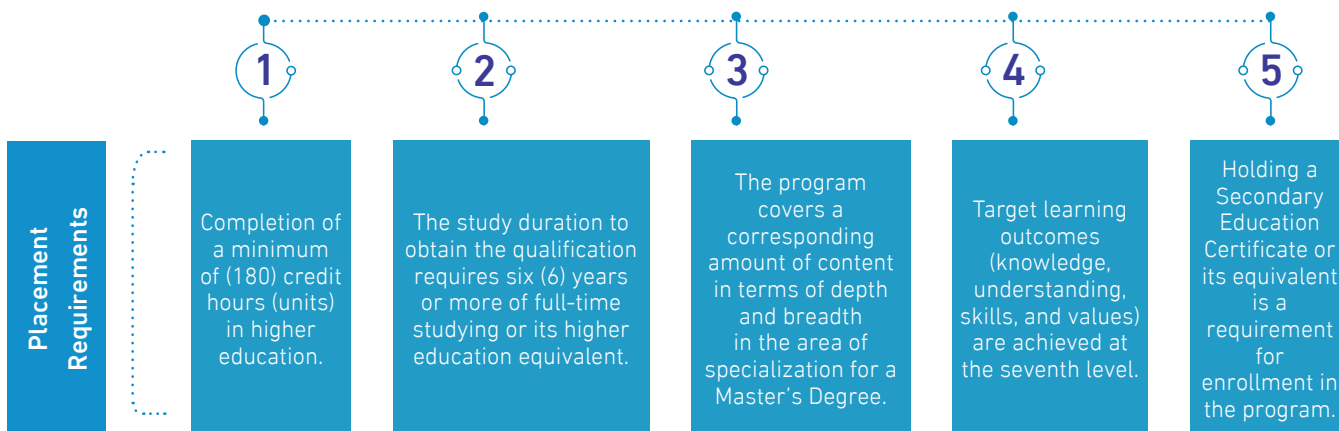 1
2
3
4
5
Placement
Requirements
Completion of
a minimum
of (180) credit
hours (units)
in higher
education.
The study duration to
obtain the qualification
requires six (6) years
or more of full-time
studying or its higher
education equivalent.
The program
covers a
corresponding
amount of content
in terms of depth
and breadth
in the area of
specialization for a
Master's Degree.
Target learning
outcomes
(knowledge,
understanding,
skills, and values)
are achieved at
the seventh level.
Holding a
Secondary
Education
Certificate or
its equivalent
is a
requirement
for
enrollment in
the program.